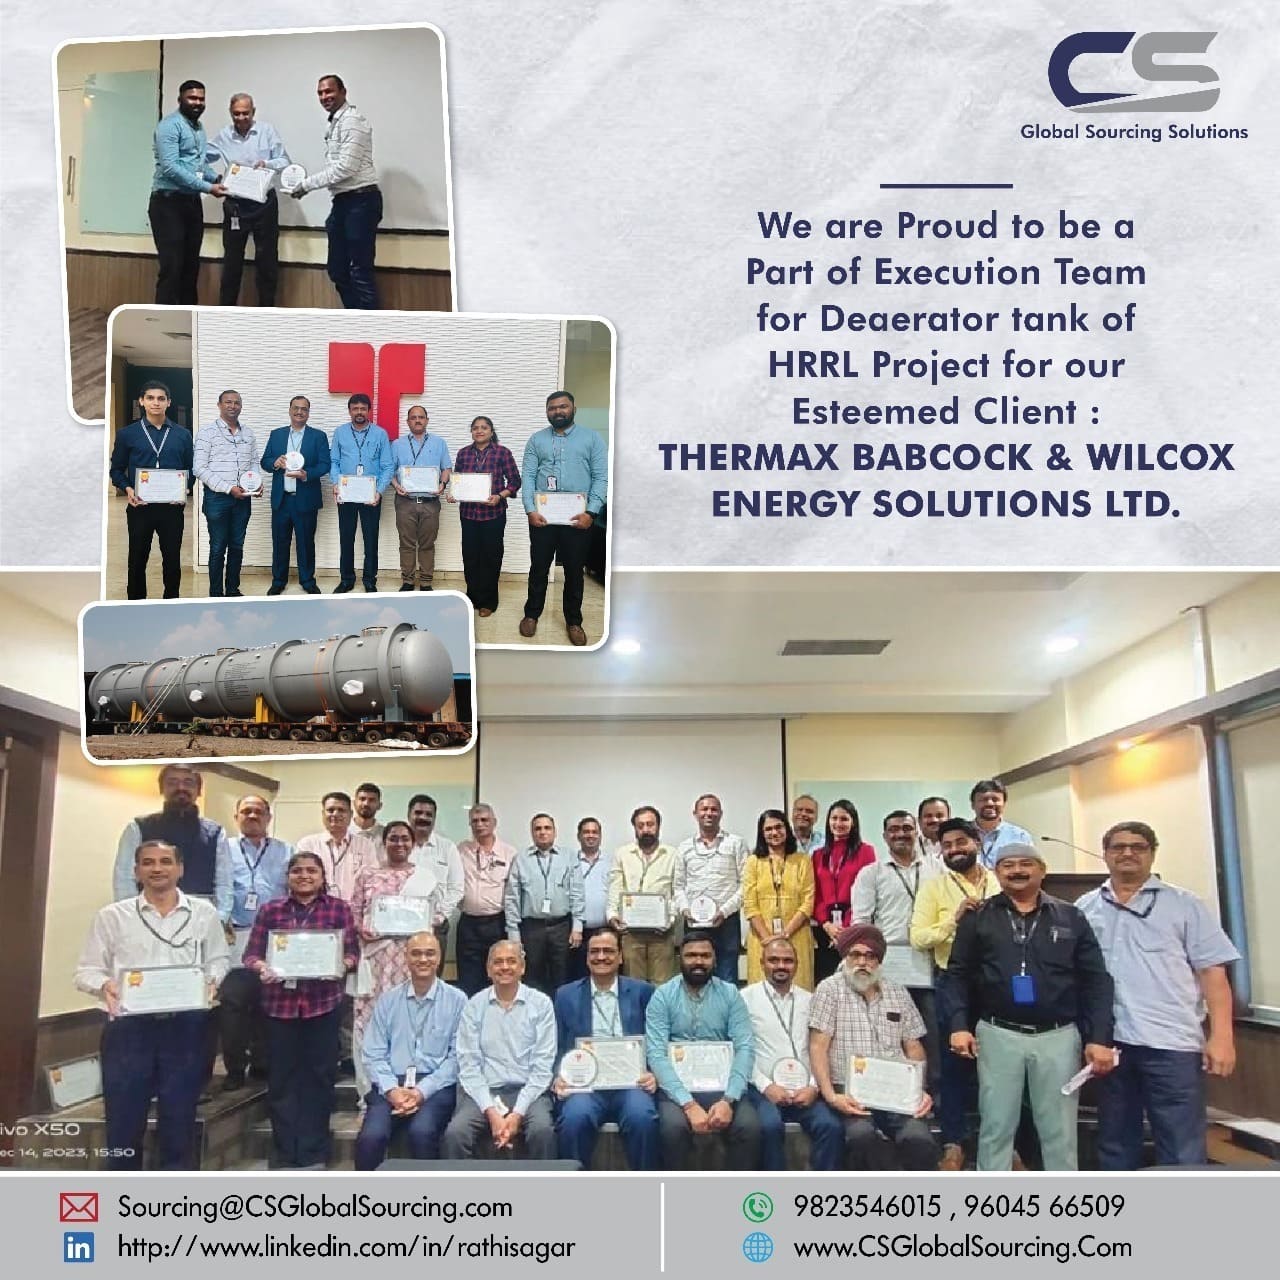 CS
Global Sourcing Solutions
We are Proud to be a
Part of Execution Team
for Deaerator tank of
HRRL Project for our
Esteemed Client :
THERMAX BABCOCK & WILCOX
ENERGY SOLUTIONS LTD.
ivo X50
ec 14, 2023, 15:50
Sourcing@CSGlobalSourcing.com
http://www.linkedin.com/in/rathisagar
in
9823546015 , 96045 66509
www.CSGlobalSourcing.Com